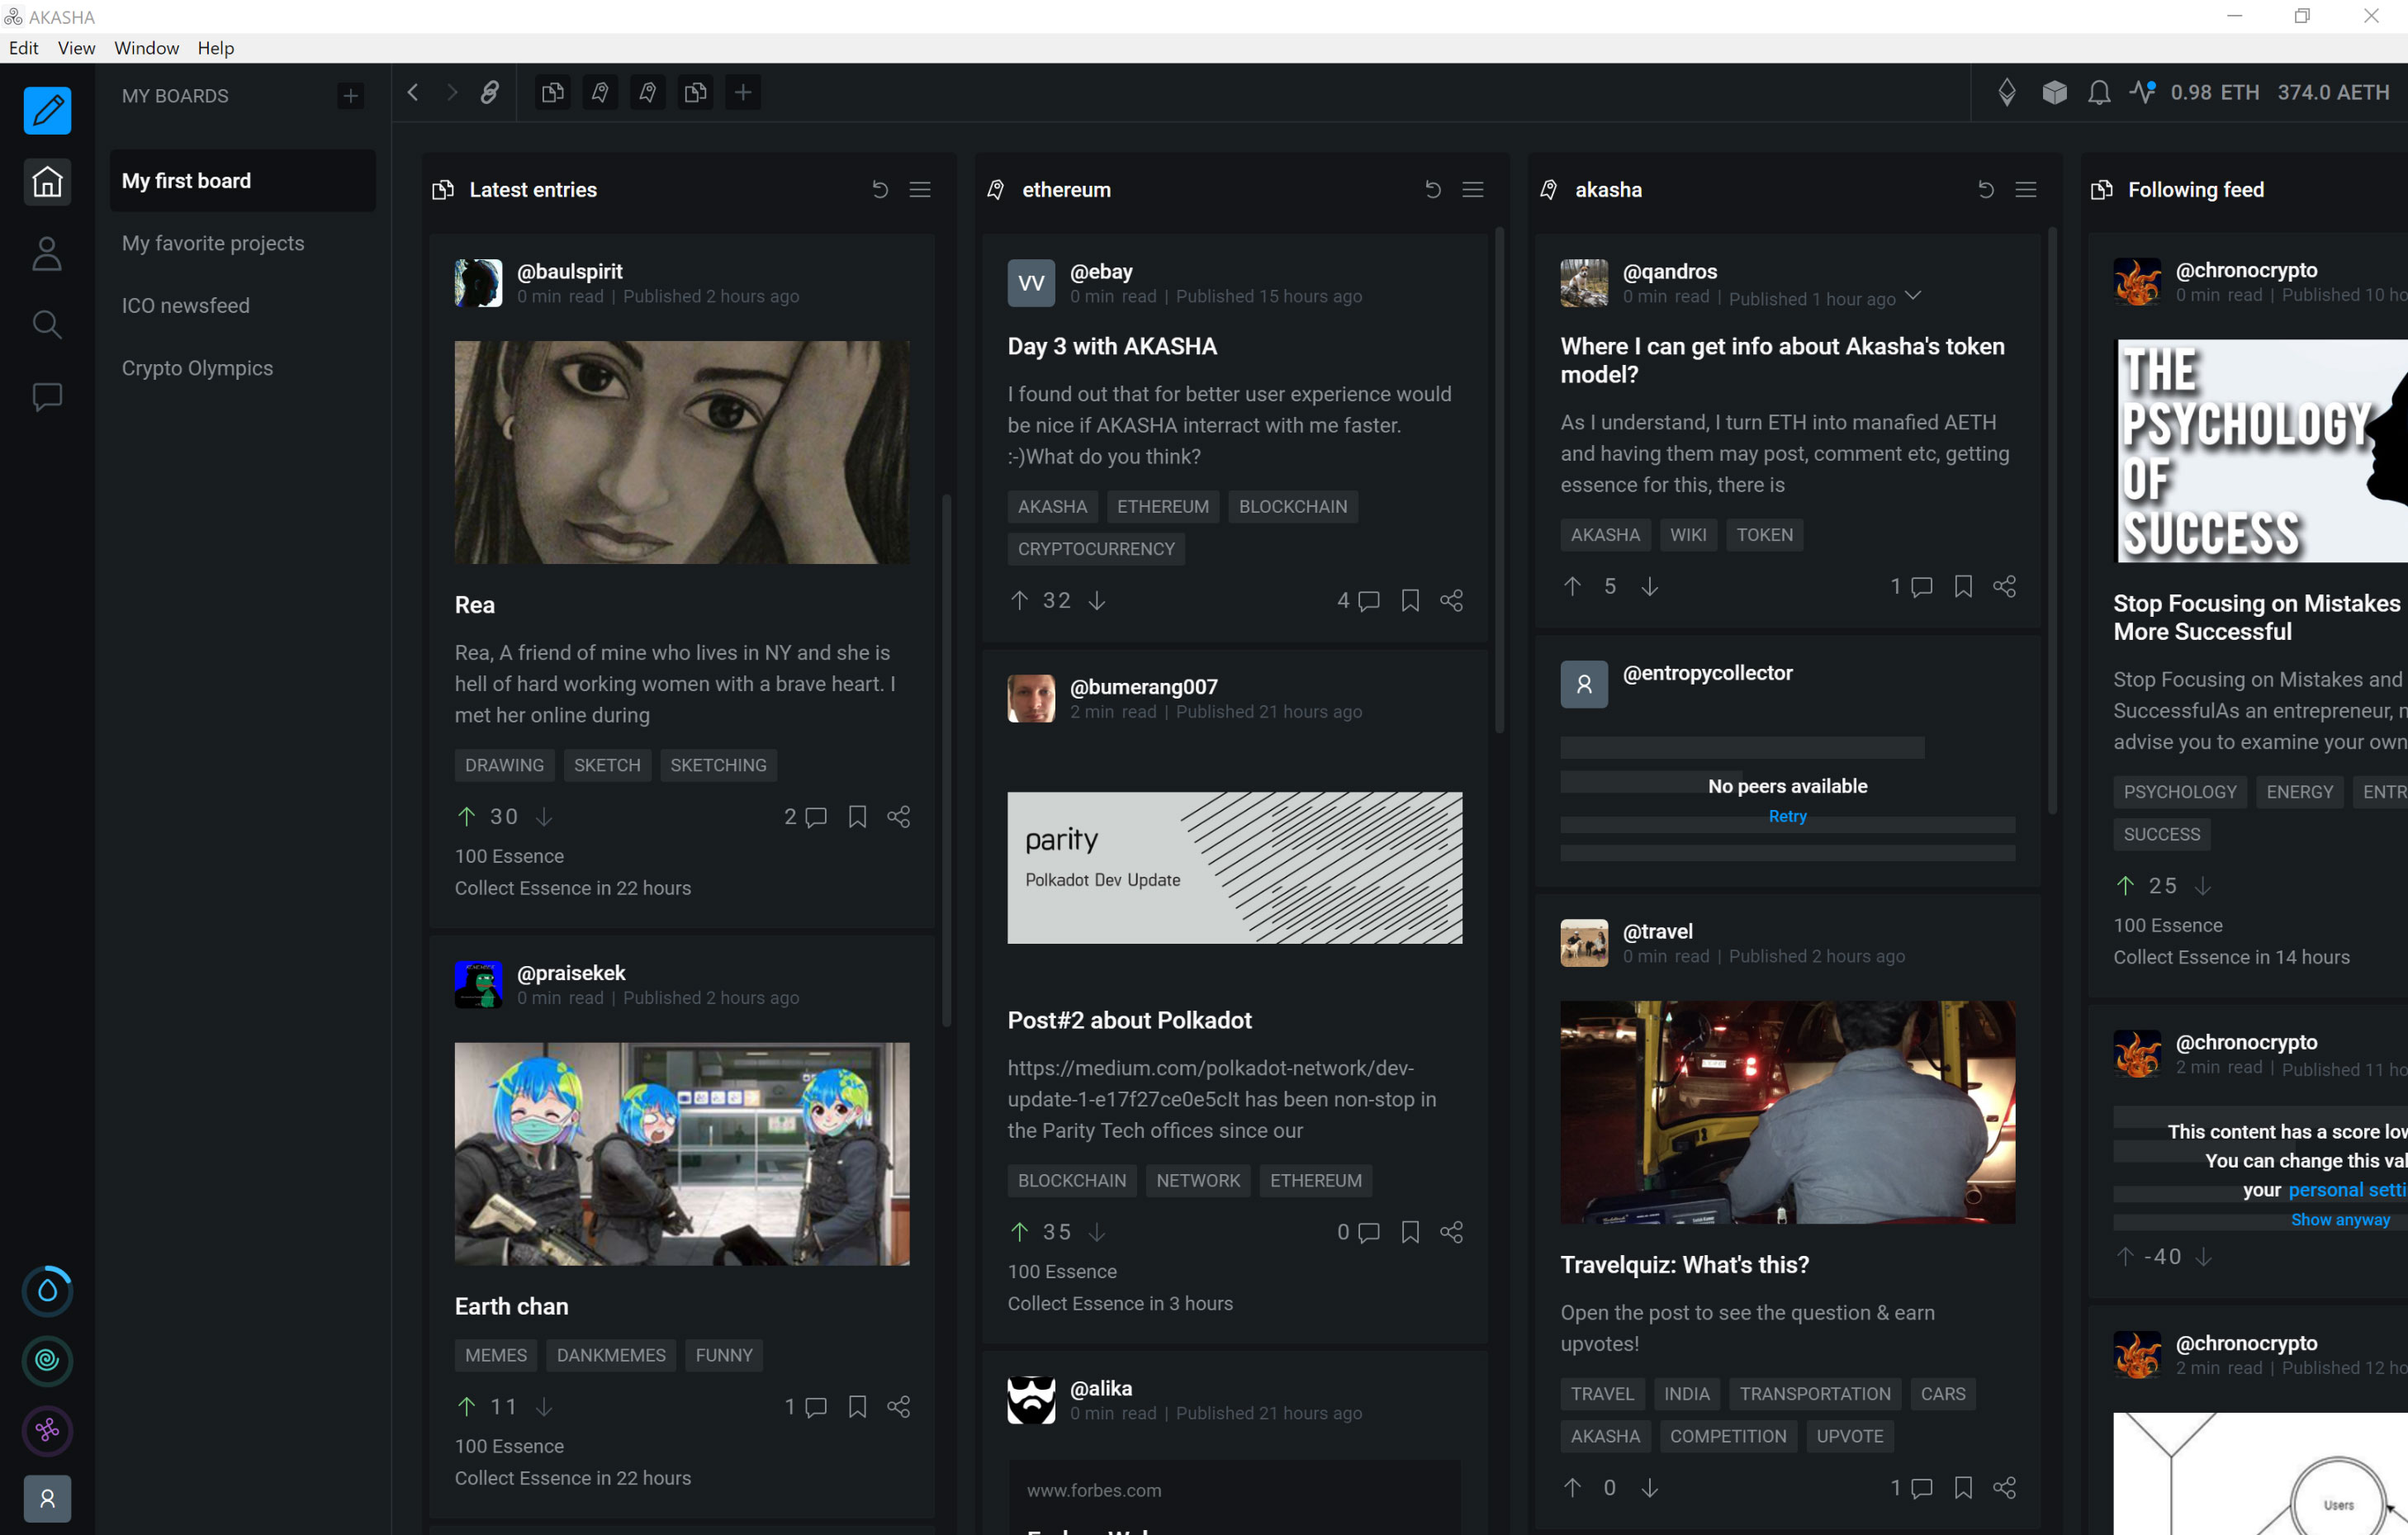 AKASHA
Edit View Window Help
MY BOARDS
My first board
My favorite projects
ICO newsfeed
Crypto Olympics
0.98 ETH 374.0 AETH
Latest entries
@baulspirit
0 min read | Published 2 hours ago
Rea
Rea, A friend of mine who lives in NY and she is
hell of hard working women with a brave heart. I
met her online during
DRAWING SKETCH SKETCHING
30 2
100 Essence
Collect Essence in 22 hours
@praisekek
0 min read | Published 2 hours ago
Earth chan
MEMES DANKMEMES FUNNY
11 1
100 Essence
Collect Essence in 22 hours
ethereum
VV
@ebay
0 min read | Published 15 hours ago
Day 3 with AKASHA
I found out that for better user experience would
be nice if AKASHA interract with me faster.
:-)What do you think?
AKASHA ETHEREUM BLOCKCHAIN
CRYPTOCURRENCY
32 4
@bumerang007
2 min read | Published 21 hours ago
parity
Polkadot Dev Update
Post#2 about Polkadot
https://medium.com/polkadot-network/dev-
update-1-e17f27ce0e5cIt has been non-stop in
the Parity Tech offices since our
BLOCKCHAIN NETWORK ETHEREUM
35 0
100 Essence
Collect Essence in 3 hours
@alika
0 min read | Published 21 hours ago
www.forbes.com
akasha
@qandros
0 min read | Published 1 hour ago
Where I can get info about Akasha's token
model?
As I understand, I turn ETH into manafied AETH
and having them may post, comment etc, getting
essence for this, there is
AKASHA WIKI TOKEN
5 1
@entropycollector
No peers available
Retry
@travel
0 min read | Published 2 hours ago
Travelquiz: What's this?
Open the post to see the question & earn
upvotes!
TRAVEL INDIA TRANSPORTATION CARS
AKASHA COMPETITION UPVOTE
0 1
Following feed
@chronocrypto
0 min read | Published 10 ho
THE
PSYCHOLOGY
OF
SUCCESS
Stop Focusing on Mistakes
More Successful
Stop Focusing on Mistakes and
SuccessfulAs an entrepreneur,
advise you to examine your own
PSYCHOLOGY ENERGY ENTR
SUCCESS
25
100 Essence
Collect Essence in 14 hours
@chronocrypto
2 min read | Published 11 ho
This content has a score low
You can change this val
your personal setti
Show anyway
-40
@chronocrypto
2 min read | Published 12 ho
Users